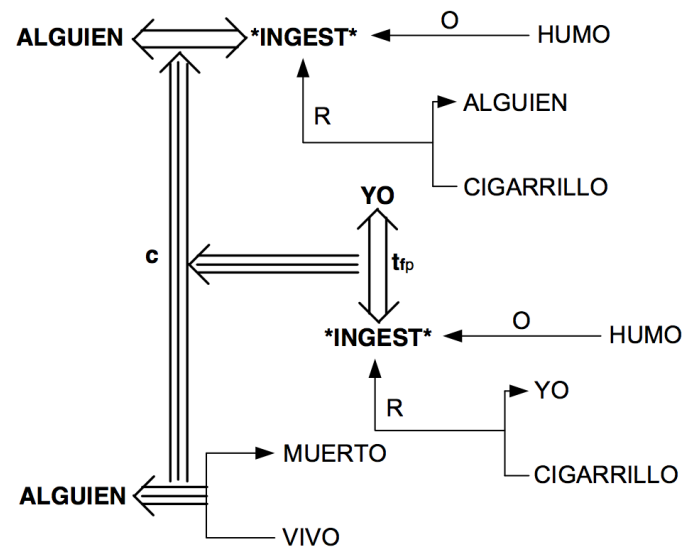 ALGUIEN *INGEST* O HUMO
R ALGUIEN
CIGARRILLO
YO
c tfp
*INGEST* O HUMO
R YO
CIGARRILLO
MUERTO
ALGUIEN
VIVO